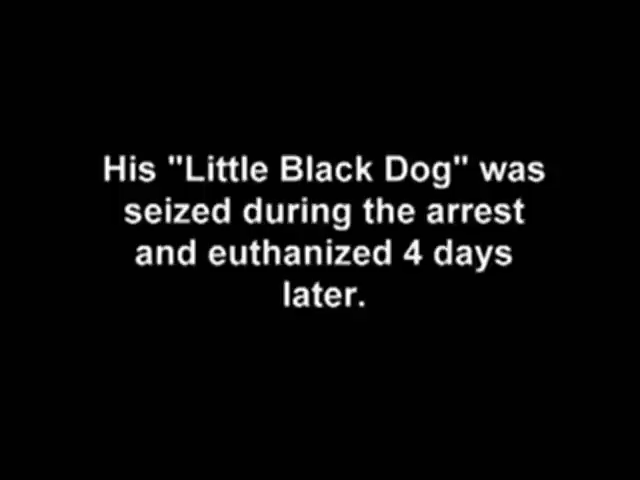 His "Little Black Dog" was
seized during the arrest
and euthanized 4 days
later.